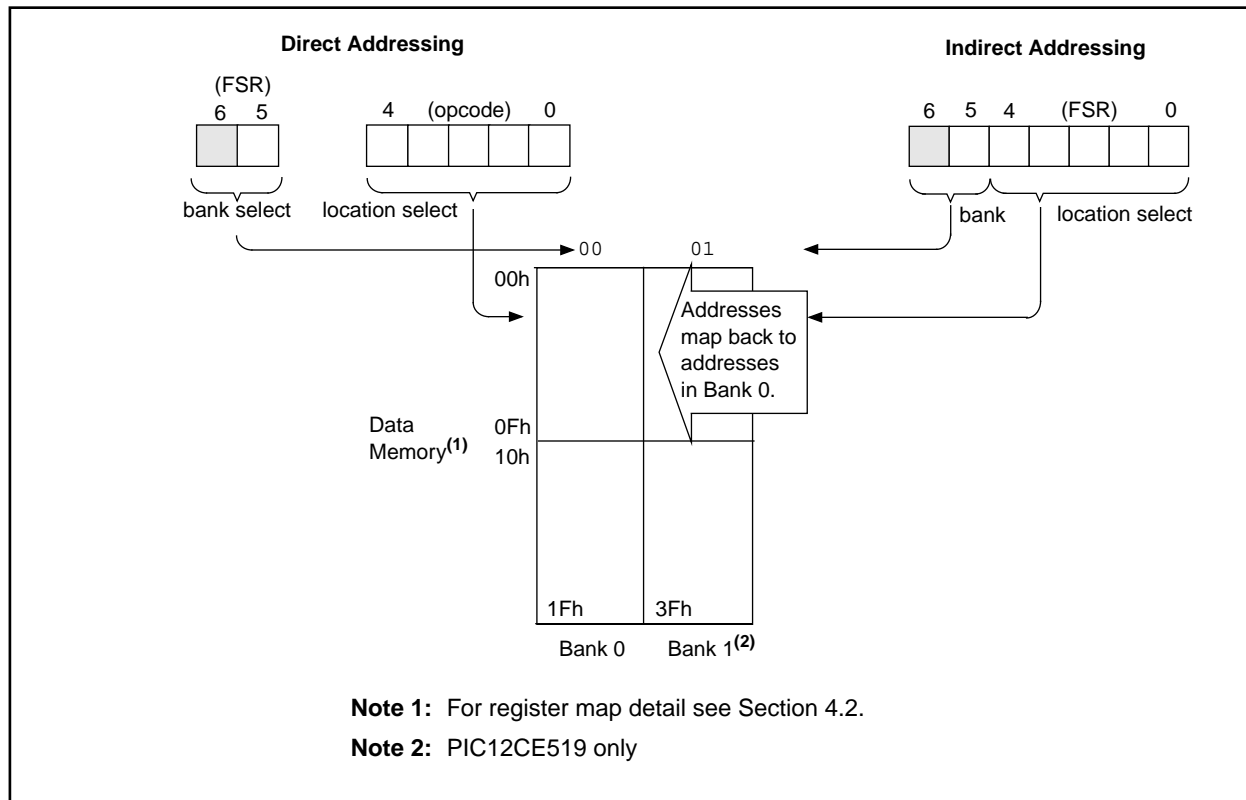 Direct Addressing
(FSR)
6 5
4 (opcode) 0
bank select
location select
Indirect Addressing
6 5 4 (FSR) 0
bank
location select
00 01
00h
Addresses
map back to
addresses
in Bank 0.
Data
Memory(1)
0Fh
10h
1Fh
3Fh
Bank 0
Bank 1(2)
Note 1: For register map detail see Section 4.2.
Note 2: PIC12CE519 only